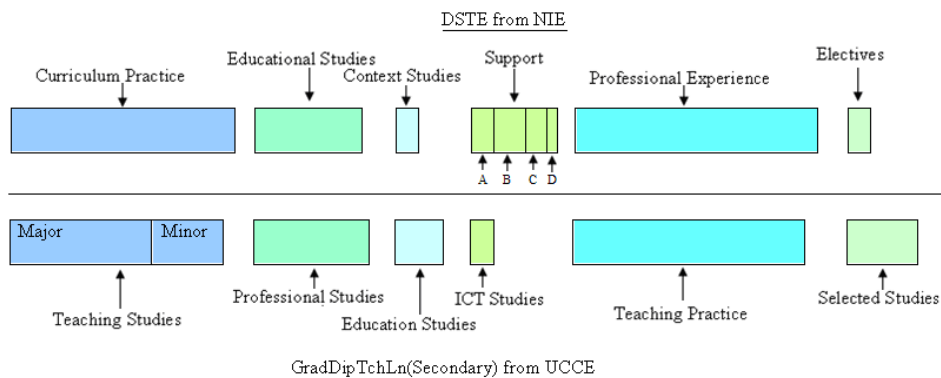 DSTE from NIE
Educational Studies
Support
Electives
Curriculum Practice
Context Studies
Professional Experience
A B C D
Major Minor
Professional Studies
ICT Studies
Selected Studies
Teaching Studies
Education Studies
Teaching Practice
GradDipTchLn(Secondary) from UCCE